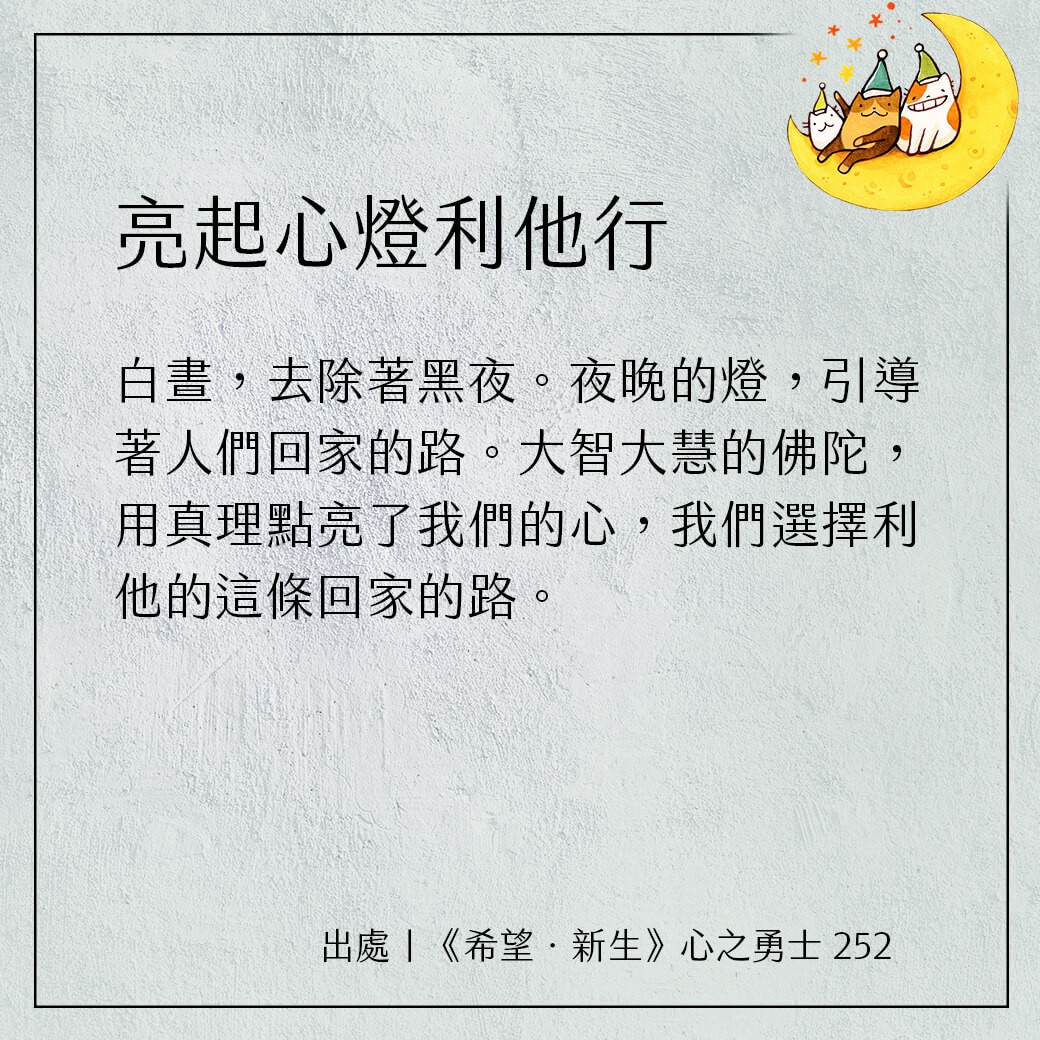 亮起心燈利他行
白晝，去除著黑夜。夜晚的燈，引導
著人們回家的路。大智大慧的佛陀，
用真理點亮了我們的心，我們選擇利
他的這條回家的路。
出處｜《希望．新生》心之勇士 252